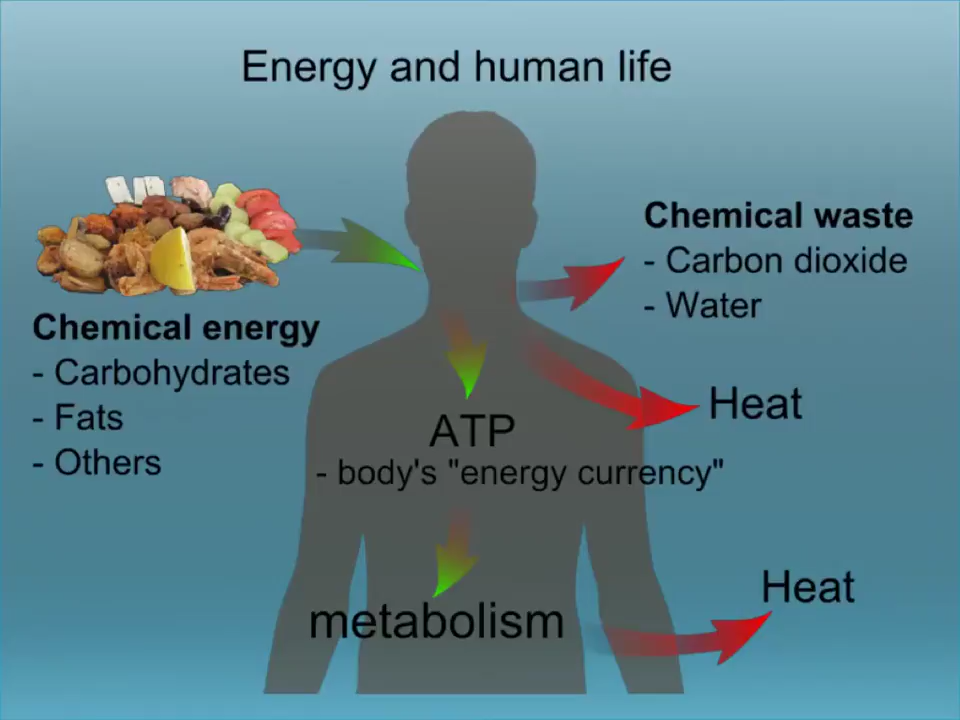 Energy and human life
Chemical energy
- Carbohydrates
- Fats
- Others
Chemical waste
- Carbon dioxide
- Water
Heat
ATP
- body's "energy currency"
metabolism
Heat